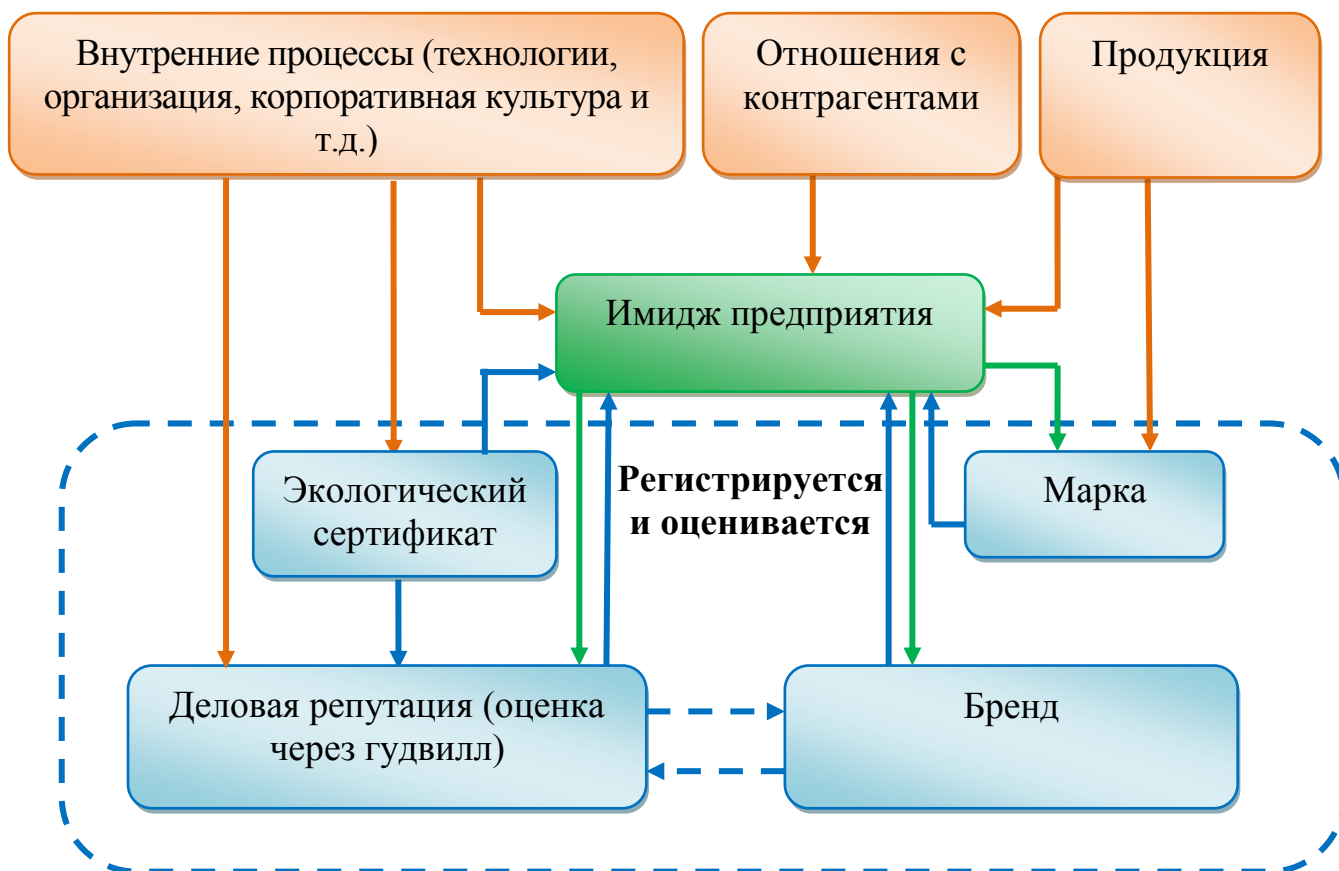 Внутренние процессы (технологии,
организация, корпоративная культура и
т.д.)
Отношения с
контрагентами
Продукция
Имидж предприятия
Экологический
сертификат
Регистрируется
и оценивается
Марка
Деловая репутация (оценка
через гудвилл)
Бренд